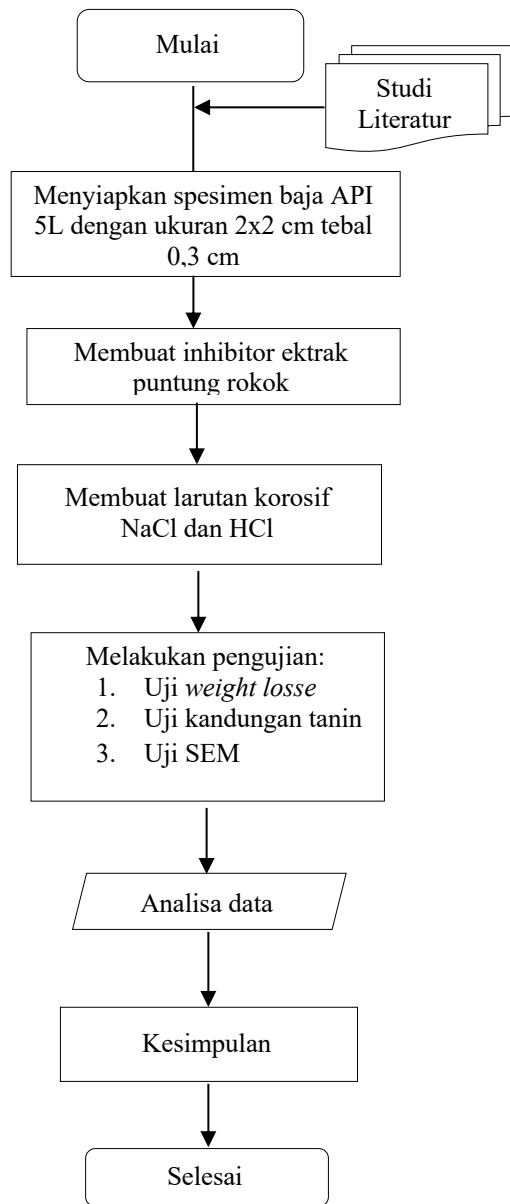 Mulai
Studi
Literatur
Menyiapkan spesimen baja API
5L dengan ukuran 2x2 cm tebal
0,3 cm
Membuat inhibitor ektrak
puntung rokok
Membuat larutan korosif
NaCl dan HCl
Melakukan pengujian:
1. Uji weight losse
2. Uji kandungan tanin
3. Uji SEM
Analisa data
Kesimpulan
Selesai